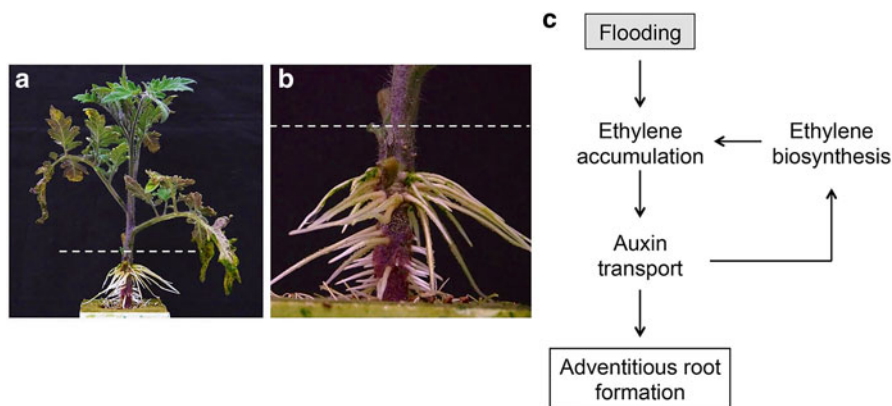 a
b
c
Flooding
Ethylene
accumulation
Ethylene
biosynthesis
Auxin
transport
Adventitious root
formation